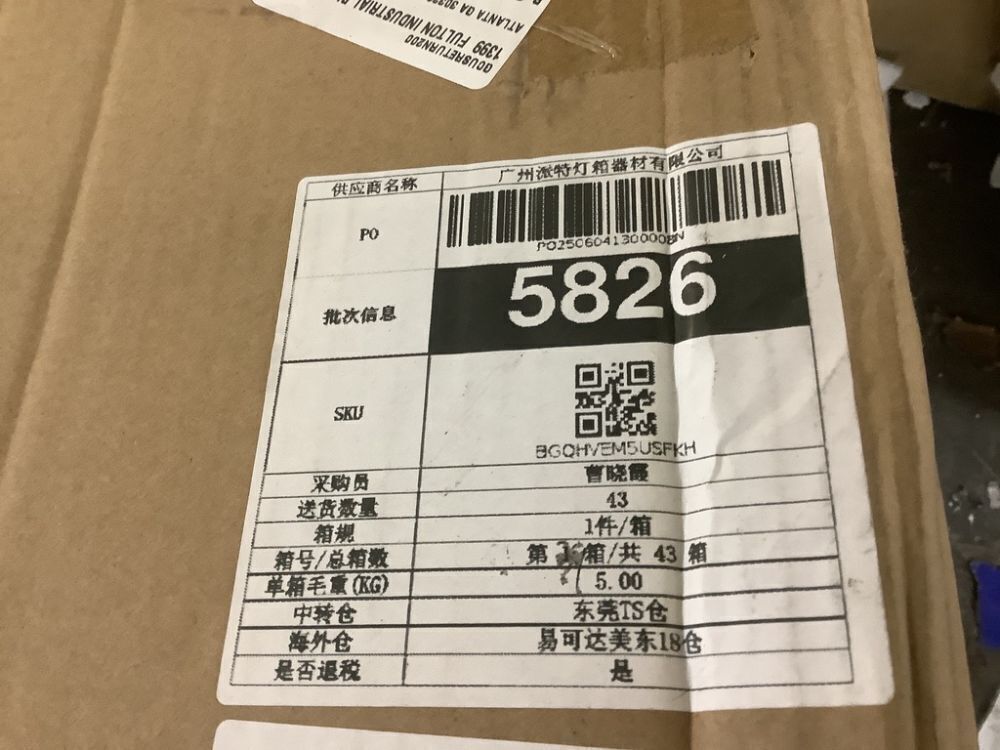 GOUSRETURN200
1399 FULTON INDUSTRIAL
ATLANTA GA
供应商名称 广州派特灯箱器材有限公司
PO
PO2506041300008N
批次信息 5826
SKU
BGQHVEM5USFKH
采购员 曹晓霞
送货数量 43
箱规 1件/箱
箱号/总箱数 第 箱/共 43 箱
单箱毛重(KG) 5.00
中转仓 东莞TS仓
海外仓 易可达美东18仓
是否退税 是